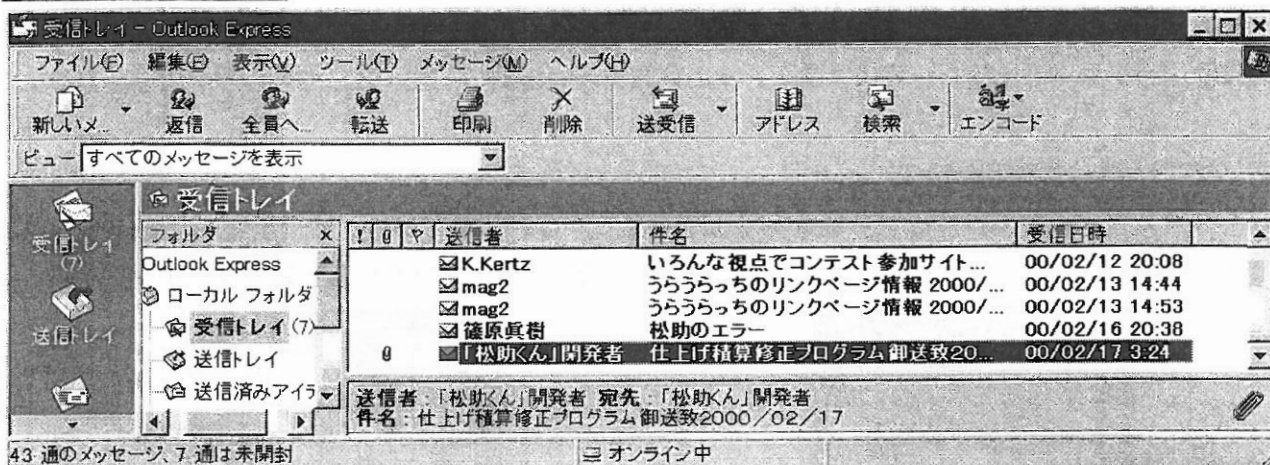 受信トレイ - Outlook Express
ファイル(F) 編集(E) 表示(V) ツール(T) メッセージ(M) ヘルプ(H)
新しいメ... 返信 全員へ... 転送 印刷 削除 送受信 アドレス 検索 エンコード
ビュー すべてのメッセージを表示
受信トレイ
受信トレイ (7)
送信トレイ
フォルダ ×
Outlook Express
ローカル フォルダ
受信トレイ (7)
送信トレイ
送信済みアイテ
! 送信者 件名 受信日時
K.Kertz いろんな視点でコンテスト参加サイト... 00/02/12 20:08
mag2 うらうらっちのリンクページ情報 2000/... 00/02/13 14:44
mag2 うらうらっちのリンクページ情報 2000/... 00/02/13 14:53
篠原眞樹 松助のエラー 00/02/16 20:38
「松助くん」開発者 仕上げ積算修正プログラム御送致20... 00/02/17 3:24
送信者:「松助くん」開発者 宛先:「松助くん」開発者
件名:仕上げ積算修正プログラム御送致2000/02/17
43 通のメッセージ、7 通は未開封 オンライン中